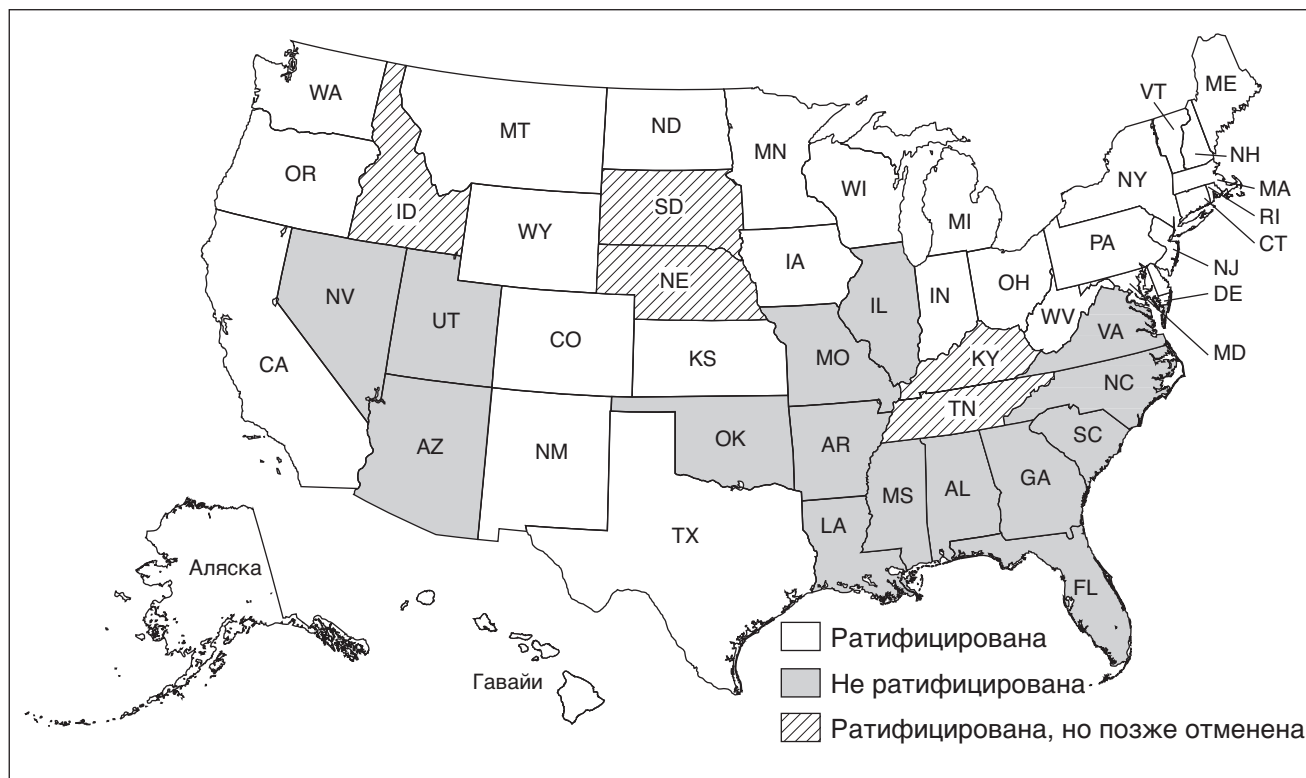 WA
MT
ND
MN
VT
ME
OR
ID
SD
WI
MI
NY
NH
MA
RI
CT
WY
NE
IA
PA
NJ
DE
MD
NV
UT
CO
KS
IL
IN
OH
WV
VA
CA
MO
KY
NC
AZ
NM
OK
AR
TN
SC
TX
LA
MS
AL
GA
FL
Аляска
Гавайи
Ратифицирована
Не ратифицирована
Ратифицирована, но позже отменена